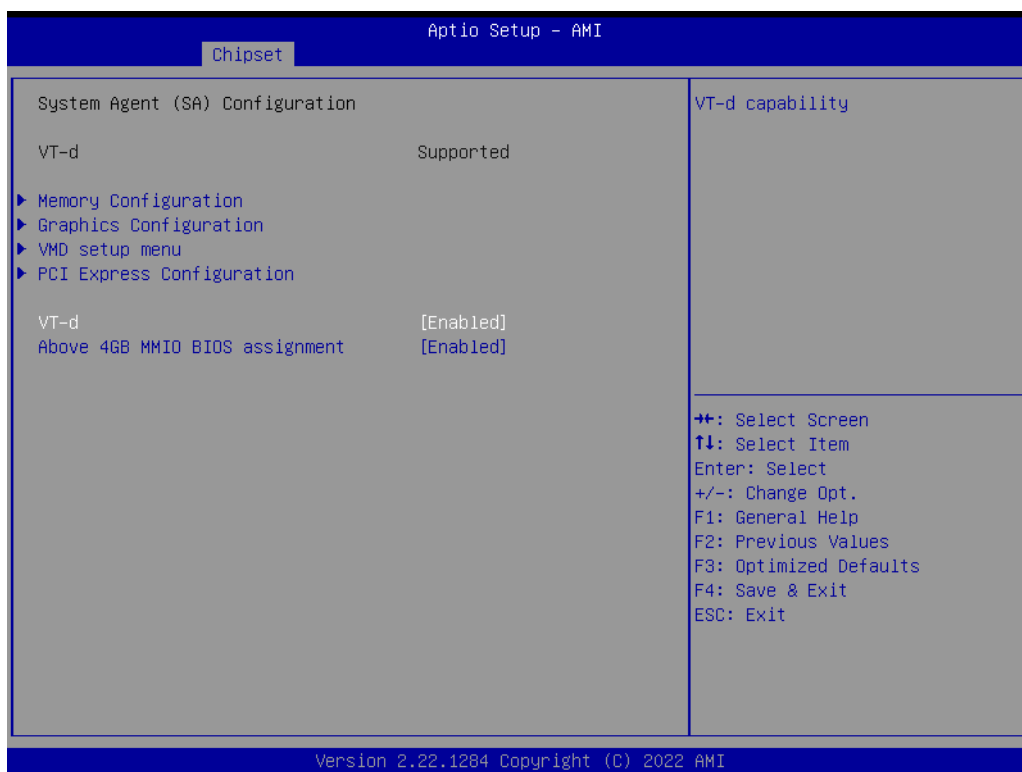 Aptio Setup – AMI
Chipset
System Agent (SA) Configuration
VT-d Supported
▶ Memory Configuration
▶ Graphics Configuration
▶ VMD setup menu
▶ PCI Express Configuration
VT-d [Enabled]
Above 4GB MMIO BIOS assignment [Enabled]
VT-d capability
→←: Select Screen
↑↓: Select Item
Enter: Select
+/-: Change Opt.
F1: General Help
F2: Previous Values
F3: Optimized Defaults
F4: Save & Exit
ESC: Exit
Version 2.22.1284 Copyright (C) 2022 AMI